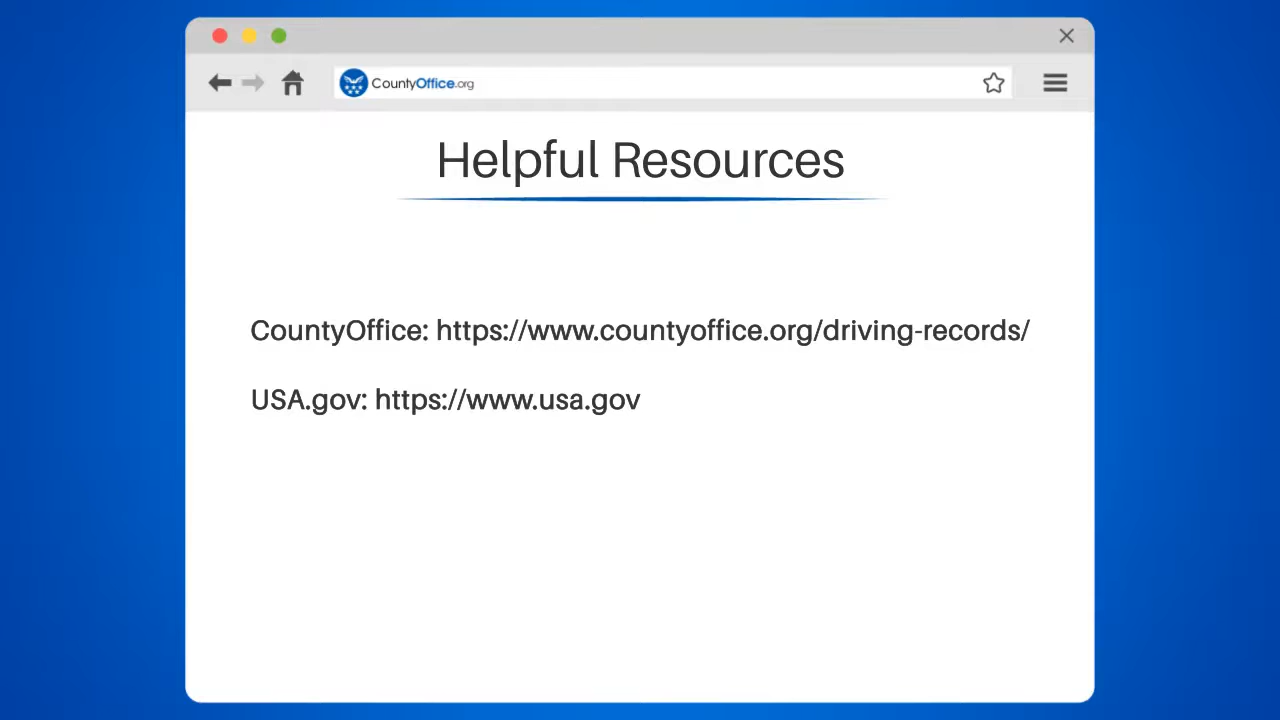 CountyOffice.org
Helpful Resources
CountyOffice: https://www.countyoffice.org/driving-records/
USA.gov: https://www.usa.gov